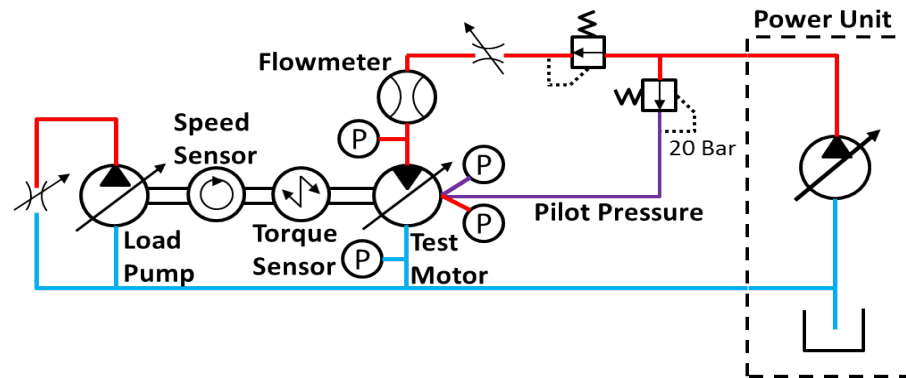 Power Unit
Flowmeter
Speed
Sensor
P
P
20 Bar
P
Pilot Pressure
Load
Pump
Torque
Sensor
P
Test
Motor